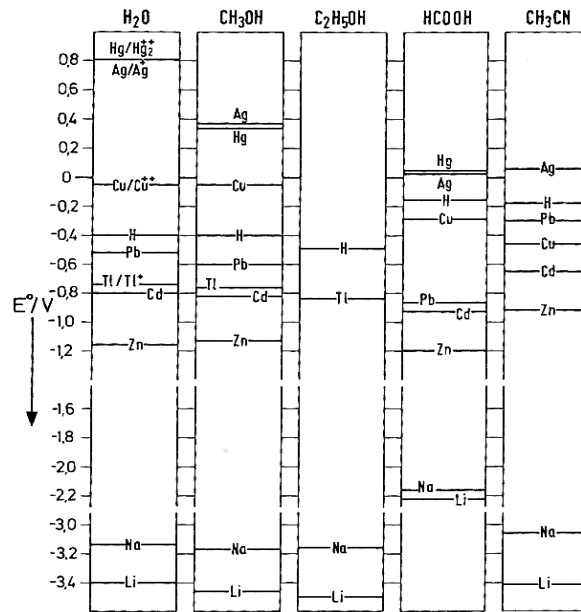 H₂O CH₃OH C₂H₅OH HCOOH CH₃CN
Hg/Hg₂⁺⁺
0,8
Ag/Ag⁺
0,6
0,4
Ag
Hg
0,2
Hg
Ag
0
Ag
Cu/Cu⁺⁺ Cu
H H
-0,2
Cu Pb
-0,4 H H
H Cu
Pb
-0,6 Pb
Cd
Tl/Tl⁺ Tl
-0,8 Cd Cd Tl
E°/V
Pb Cd
Zn
-1,0
Zn Zn
-1,2 Zn
-1,6
-1,8
-2,0
-2,2 Na Li
-3,0
Na
Na Na Na
-3,2
-3,4 Li Li Li Li